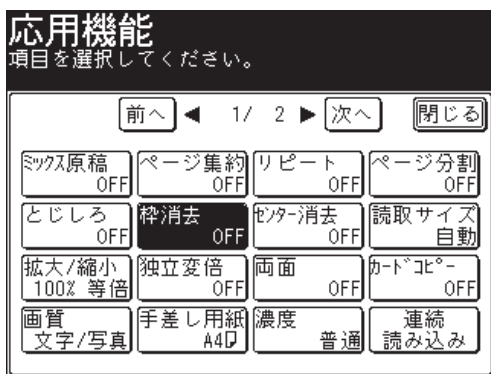 応用機能
項目を選択してください。
前へ ◀ 1/ 2 ▶ 次へ 閉じる
ﾐｯｸｽ原稿 ページ集約 リピート ページ分割
OFF OFF OFF OFF
とじしろ 枠消去 ｾﾝﾀｰ消去 読取サイズ
OFF OFF OFF 自動
拡大/縮小 独立変倍 両面 ｶｰﾄﾞｺﾋﾟｰ
100% 等倍 OFF OFF OFF
画質 手差し用紙 濃度 連続
文字/写真 A4 普通 読み込み